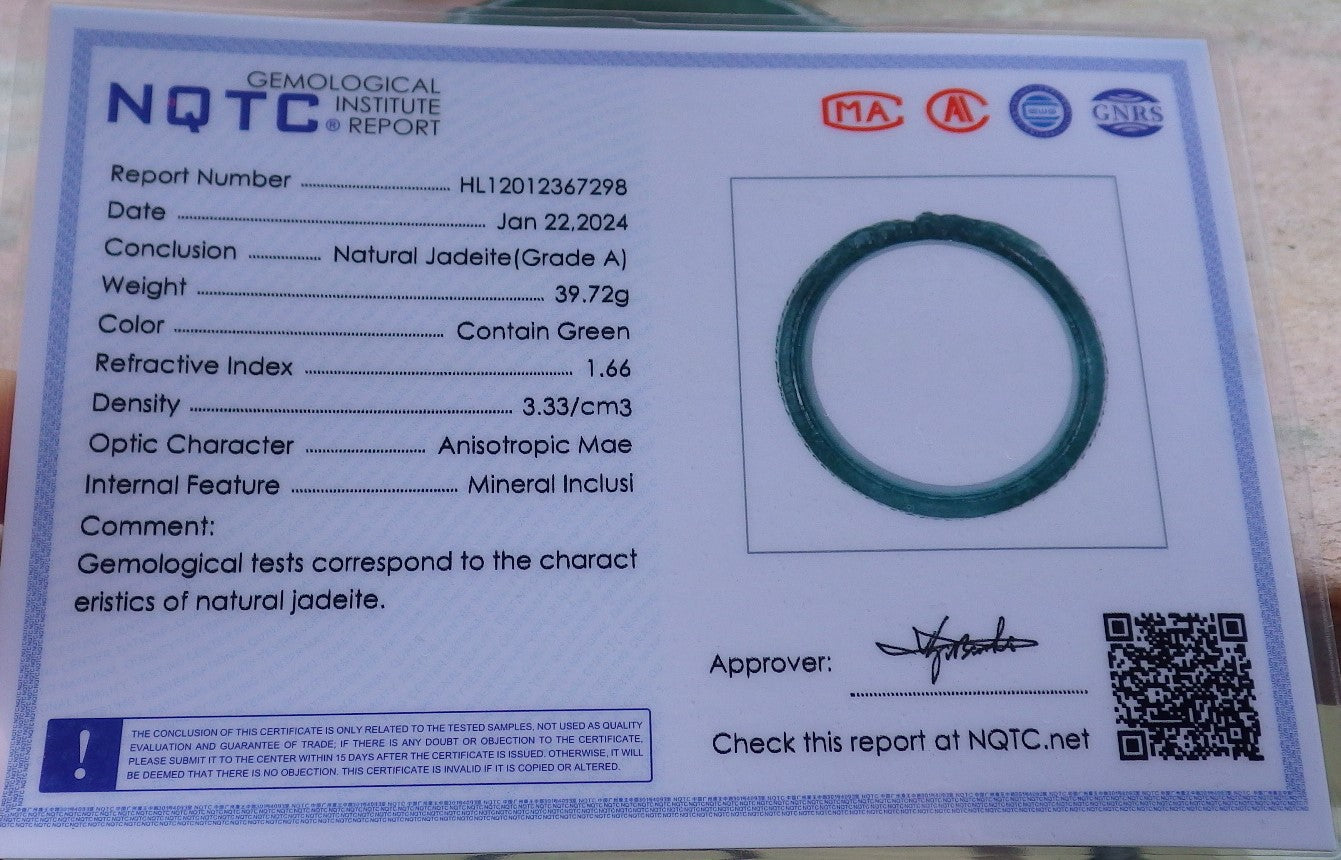 NQTC® GEMOLOGICAL INSTITUTE REPORT
MA
GNRS
Report Number ........ HL12012367298
Date ........ Jan 22,2024
Conclusion ........ Natural Jadeite(Grade A)
Weight ........ 39.72g
Color ........ Contain Green
Refractive Index ........ 1.66
Density ........ 3.33/cm3
Optic Character ........ Anisotropic Mae
Internal Feature ........ Mineral Inclusi
Comment:
Gemological tests correspond to the charact
eristics of natural jadeite.
! THE CONCLUSION OF THIS CERTIFICATE IS ONLY RELATED TO THE TESTED SAMPLES, NOT USED AS QUALITY
EVALUATION AND GUARANTEE OF TRADE; IF THERE IS ANY DOUBT OR OBJECTION TO THE CERTIFICATE,
PLEASE SUBMIT IT TO THE CENTER WITHIN 15 DAYS AFTER THE CERTIFICATE IS ISSUED. OTHERWISE, IT WILL
BE DEEMED THAT THERE IS NO OBJECTION. THIS CERTIFICATE IS INVALID IF IT IS COPIED OR ALTERED.
Approver:
Check this report at NQTC.net